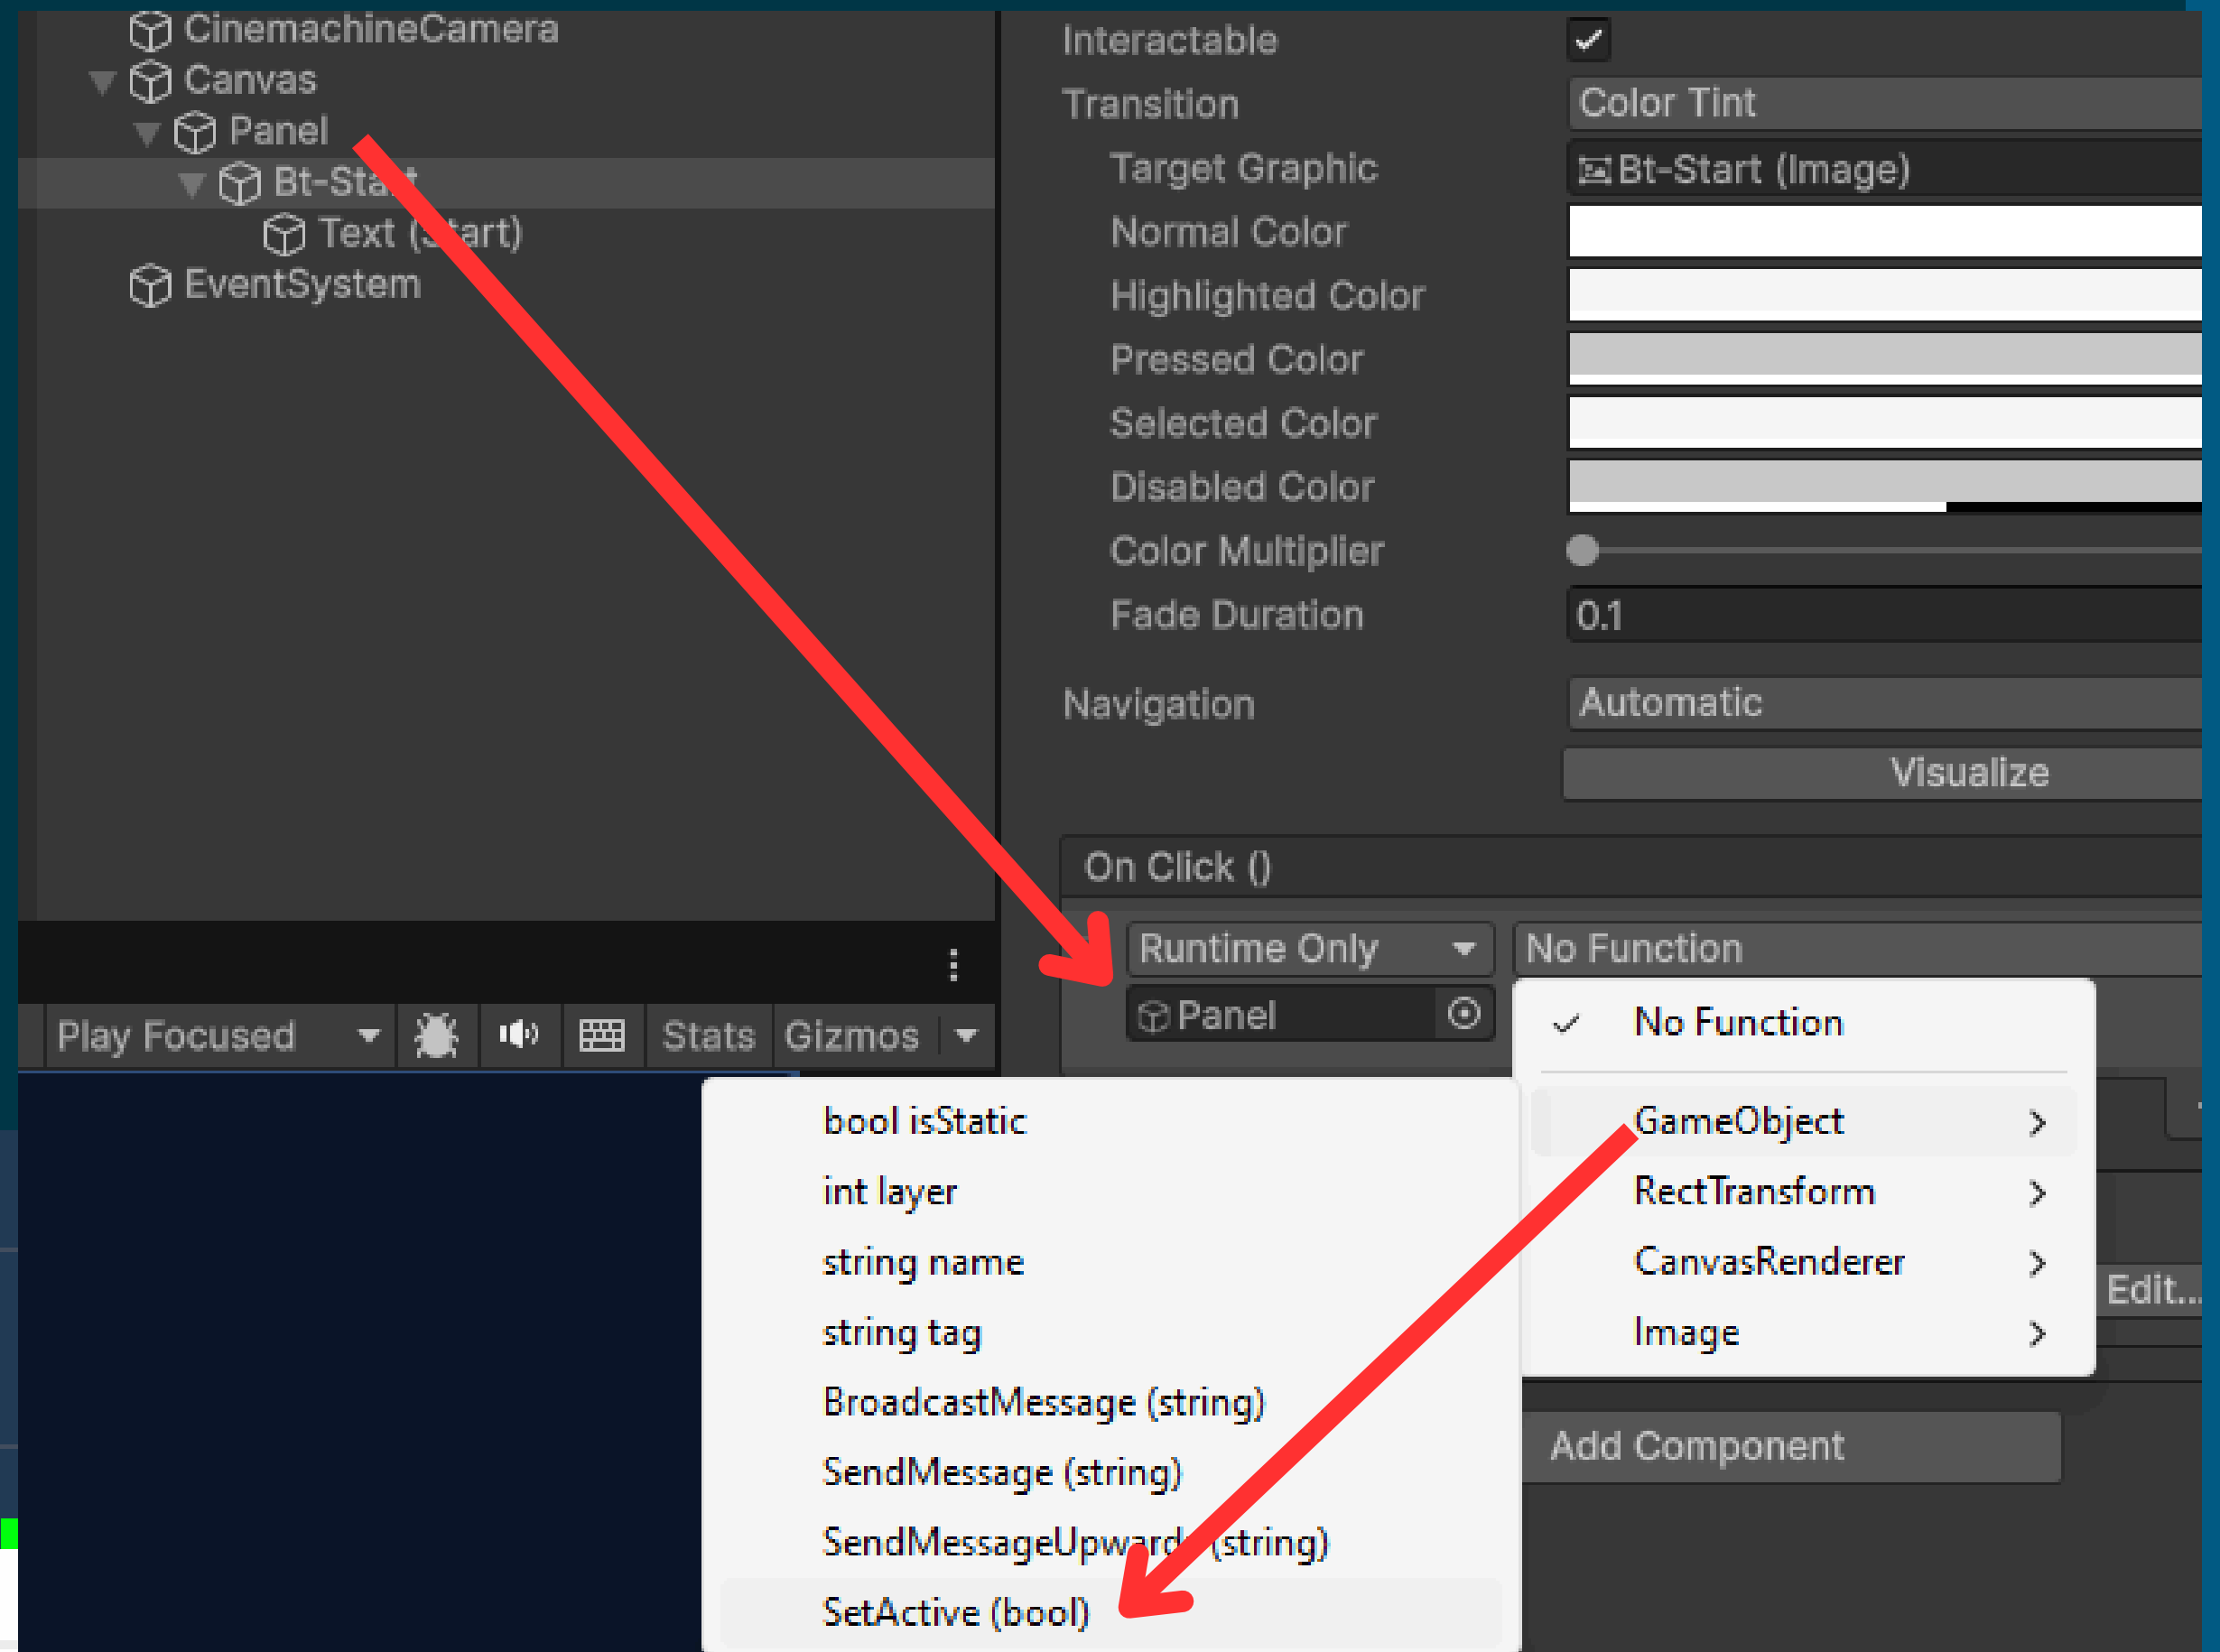 CinemachineCamera
Canvas
Panel
Bt-Start
Text (Start)
EventSystem
Interactable
Transition
Color Tint
Target Graphic
Bt-Start (Image)
Normal Color
Highlighted Color
Pressed Color
Selected Color
Disabled Color
Color Multiplier
Fade Duration
0.1
Navigation
Automatic
Visualize
On Click ()
Runtime Only
No Function
Panel
No Function
GameObject
RectTransform
CanvasRenderer
Image
Edit...
Add Component
Play Focused
Stats
Gizmos
bool isStatic
int layer
string name
string tag
BroadcastMessage (string)
SendMessage (string)
SendMessageUpwards (string)
SetActive (bool)